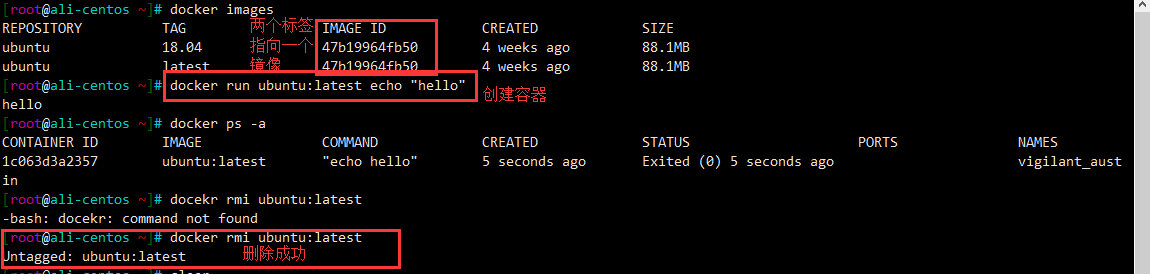 [root@ali-centos ~]# docker images
REPOSITORY TAG 两个标签 IMAGE ID CREATED SIZE
ubuntu 18.04 指向一个 47b19964fb50 4 weeks ago 88.1MB
ubuntu latest 镜像 47b19964fb50 4 weeks ago 88.1MB
[root@ali-centos ~]# docker run ubuntu:latest echo "hello" 创建容器
hello
[root@ali-centos ~]# docker ps -a
CONTAINER ID IMAGE COMMAND CREATED STATUS PORTS NAMES
1c063d3a2357 ubuntu:latest "echo hello" 5 seconds ago Exited (0) 5 seconds ago vigilant_aust
in
[root@ali-centos ~]# docekr rmi ubuntu:latest
-bash: docekr: command not found
[root@ali-centos ~]# docker rmi ubuntu:latest
Untagged: ubuntu:latest 删除成功